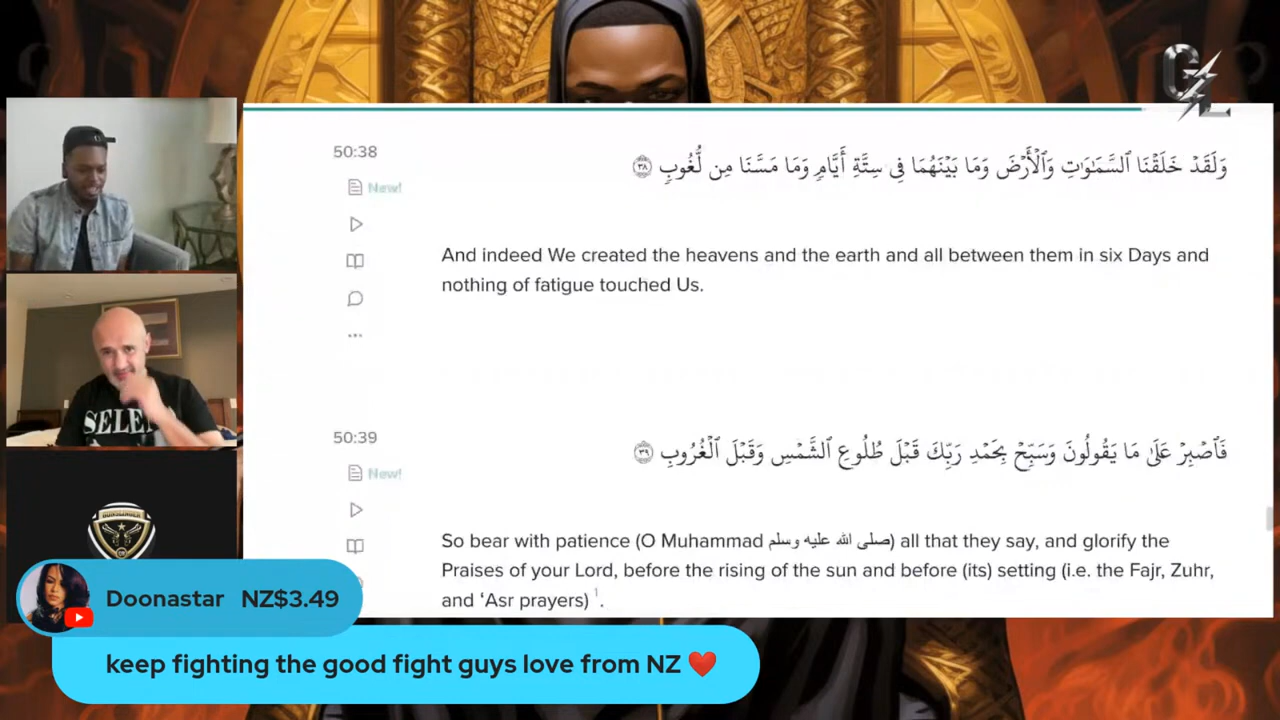 50:38
وَلَقَدْ خَلَقْنَا ٱلسَّمَـٰوَٰتِ وَٱلْأَرْضَ وَمَا بَيْنَهُمَا فِى سِتَّةِ أَيَّامٍۢ وَمَا مَسَّنَا مِن لُّغُوبٍۢ ٣٨
New!
And indeed We created the heavens and the earth and all between them in six Days and
nothing of fatigue touched Us.
SELE
50:39
فَٱصْبِرْ عَلَىٰ مَا يَقُولُونَ وَسَبِّحْ بِحَمْدِ رَبِّكَ قَبْلَ طُلُوعِ ٱلشَّمْسِ وَقَبْلَ ٱلْغُرُوبِ ٣٩
New!
So bear with patience (O Muhammad صلى الله عليه وسلم) all that they say, and glorify the
Praises of your Lord, before the rising of the sun and before (its) setting (i.e. the Fajr, Zuhr,
and ‘Asr prayers) 1.
Doonastar NZ$3.49
keep fighting the good fight guys love from NZ ❤️